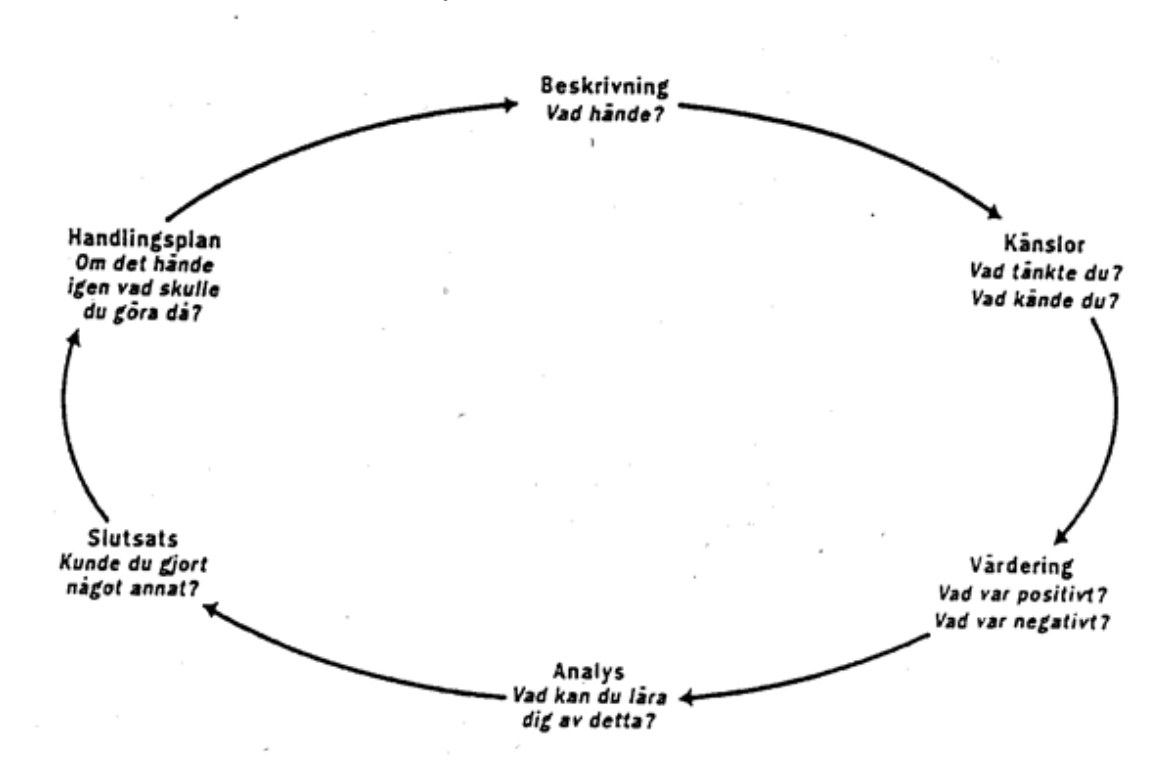 Beskrivning
Vad hände?
Känslor
Vad tänkte du?
Vad kände du?
Värdering
Vad var positivt?
Vad var negativt?
Analys
Vad kan du lära
dig av detta?
Slutsats
Kunde du gjort
något annat?
Handlingsplan
Om det hände
igen vad skulle
du göra då?